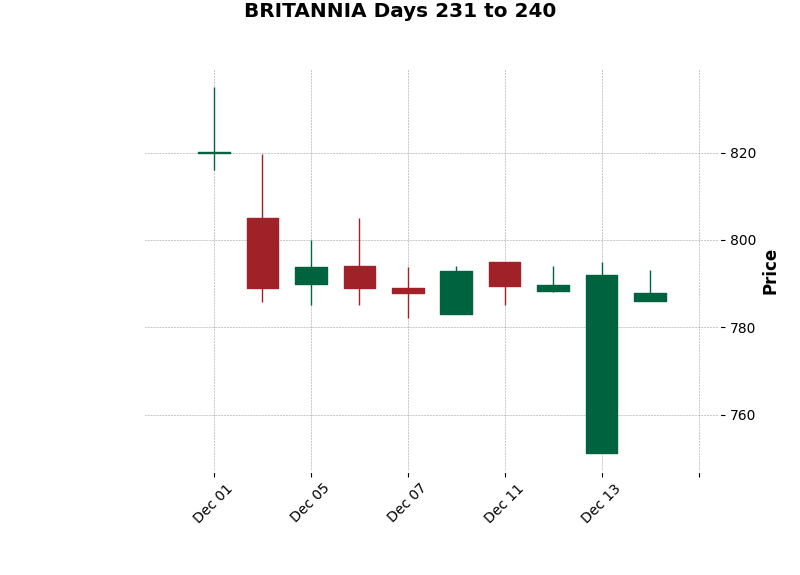 BRITANNIA Days 231 to 240
820
800
780
760
Price
Dec 01
Dec 05
Dec 07
Dec 11
Dec 13